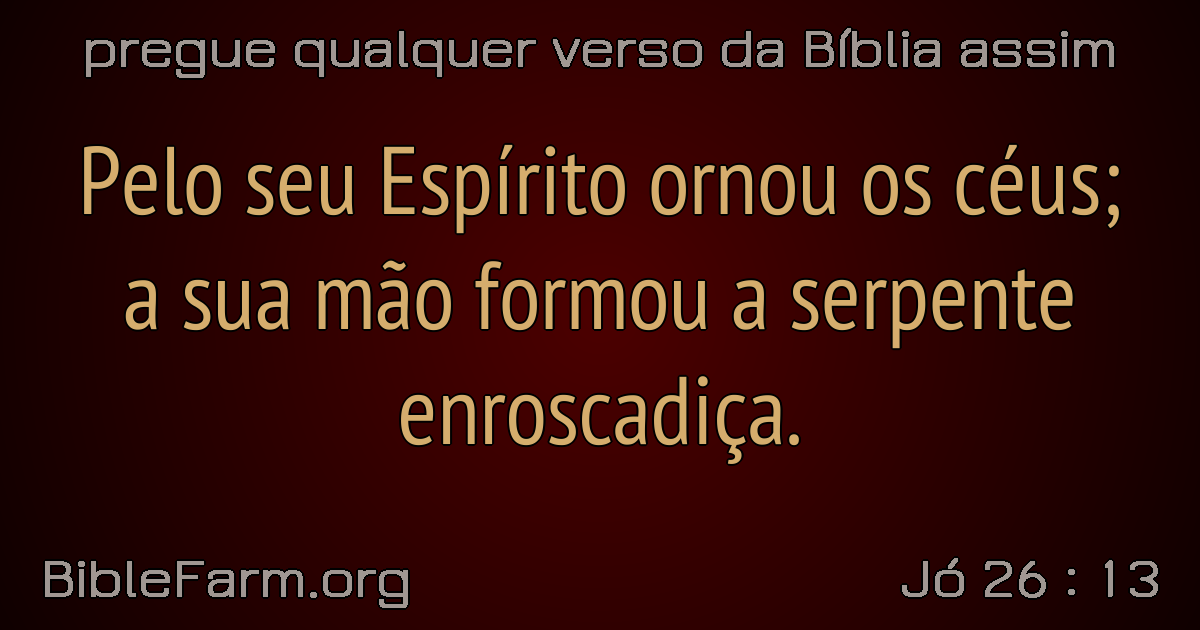 pregue qualquer verso da Bíblia assim
Pelo seu Espírito ornou os céus;
a sua mão formou a serpente
enroscadiça.
BibleFarm.org
Jó 26 : 13